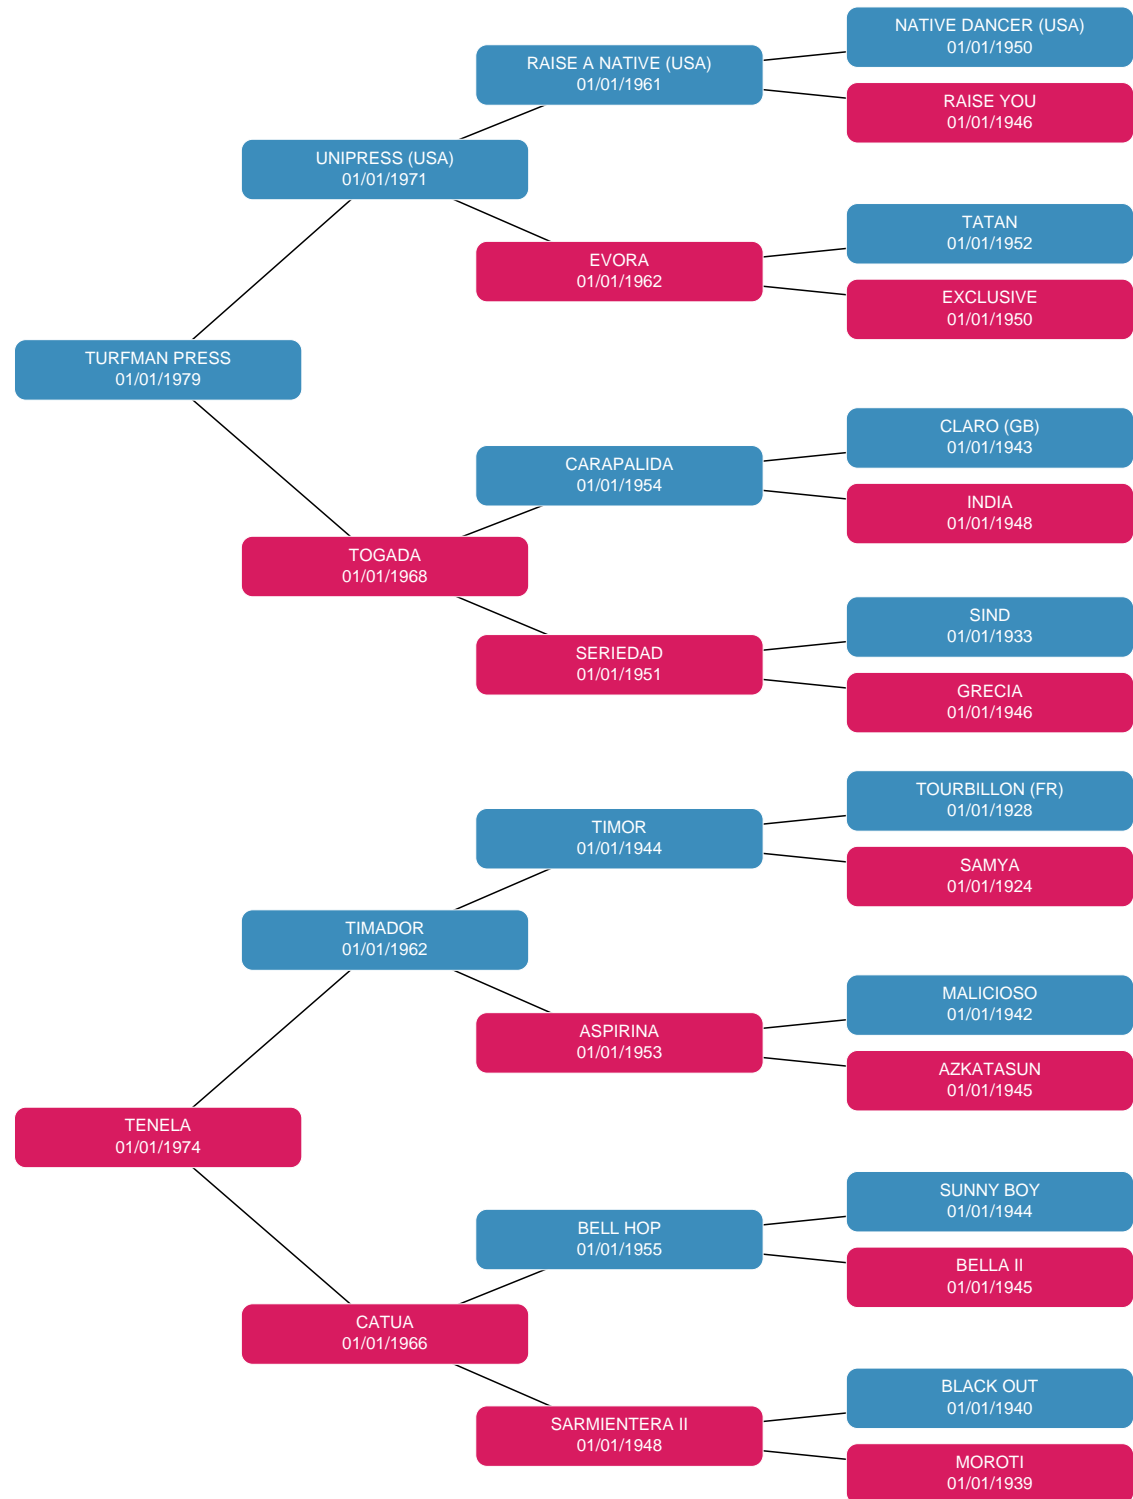 NATIVE DANCER (USA)
01/01/1950
RAISE A NATIVE (USA)
01/01/1961
RAISE YOU
01/01/1946
UNIPRESS (USA)
01/01/1971
TATAN
01/01/1952
EVORA
01/01/1962
EXCLUSIVE
01/01/1950
TURFMAN PRESS
01/01/1979
CLARO (GB)
01/01/1943
CARAPALIDA
01/01/1954
INDIA
01/01/1948
TOGADA
01/01/1968
SIND
01/01/1933
SERIEDAD
01/01/1951
GRECIA
01/01/1946
TOURBILLON (FR)
01/01/1928
TIMOR
01/01/1944
SAMYA
01/01/1924
TIMADOR
01/01/1962
MALICIOSO
01/01/1942
ASPIRINA
01/01/1953
AZKATASUN
01/01/1945
TENELA
01/01/1974
SUNNY BOY
01/01/1944
BELL HOP
01/01/1955
BELLA II
01/01/1945
CATUA
01/01/1966
BLACK OUT
01/01/1940
SARMIENTERA II
01/01/1948
MOROTI
01/01/1939